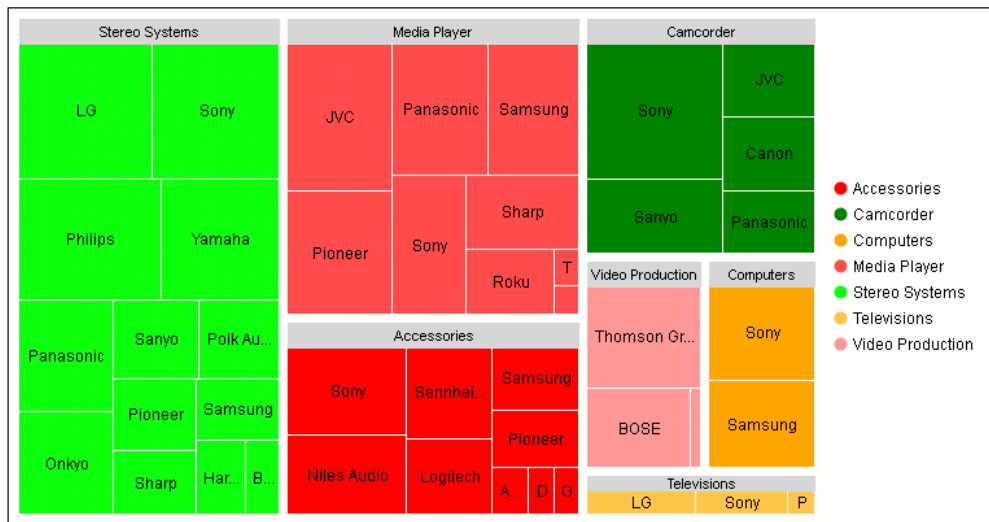 Stereo Systems
LG
Sony
Philips
Yamaha
Panasonic
Sanyo
Polk Au...
Pioneer
Samsung
Onkyo
Sharp
Har...
B...
Media Player
JVC
Panasonic
Samsung
Pioneer
Sony
Sharp
Roku
T
Accessories
Sony
Sennhei...
Samsung
Niles Audio
Logitech
Pioneer
A...
D
G
Camcorder
Sony
JVC
Canon
Sanyo
Panasonic
Video Production
Thomson Gr...
BOSE
Computers
Sony
Samsung
Televisions
LG
Sony
P
Accessories
Camcorder
Computers
Media Player
Stereo Systems
Televisions
Video Production